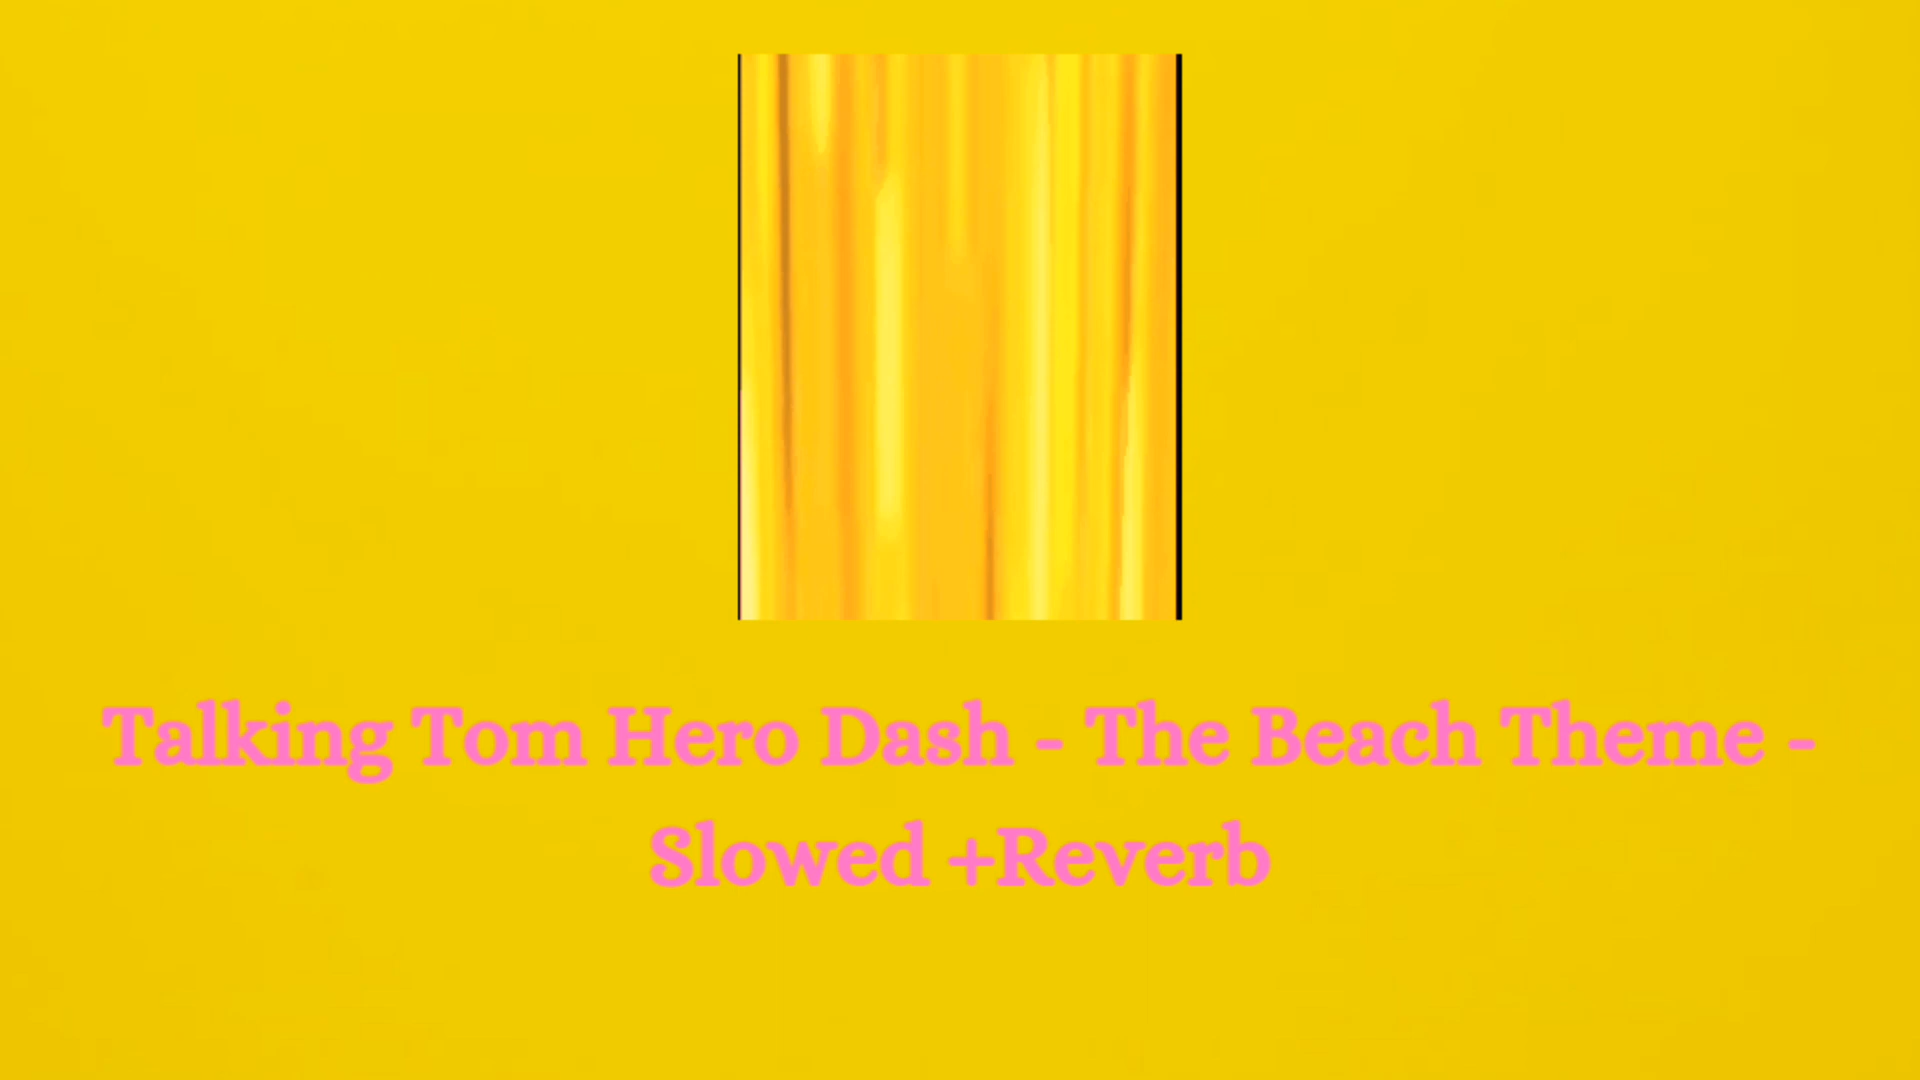 Talking Tom Hero Dash - The Beach Theme -
Slowed +Reverb